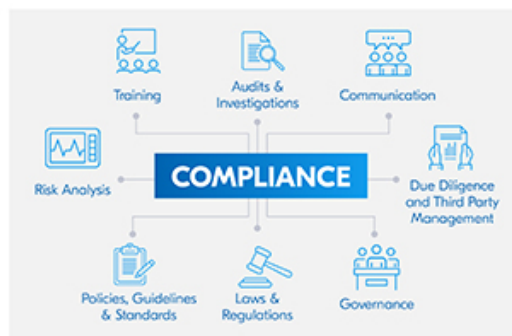 Training
Audits &
Investigations
Communication
Risk Analysis
COMPLIANCE
Due Diligence
and Third Party
Management
Policies, Guidelines
& Standards
Laws &
Regulations
Governance